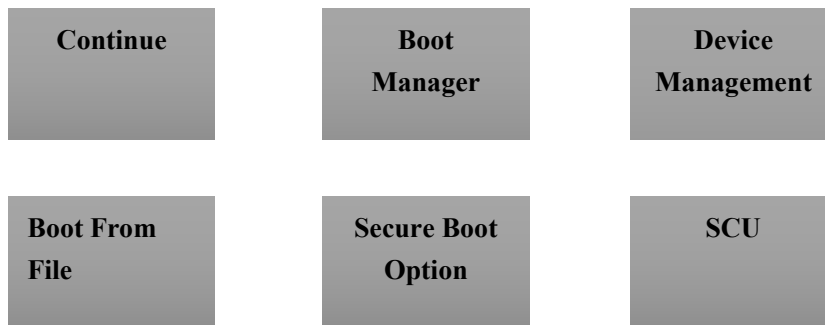 Continue
Boot
Manager
Device
Management
Boot From
File
Secure Boot
Option
SCU